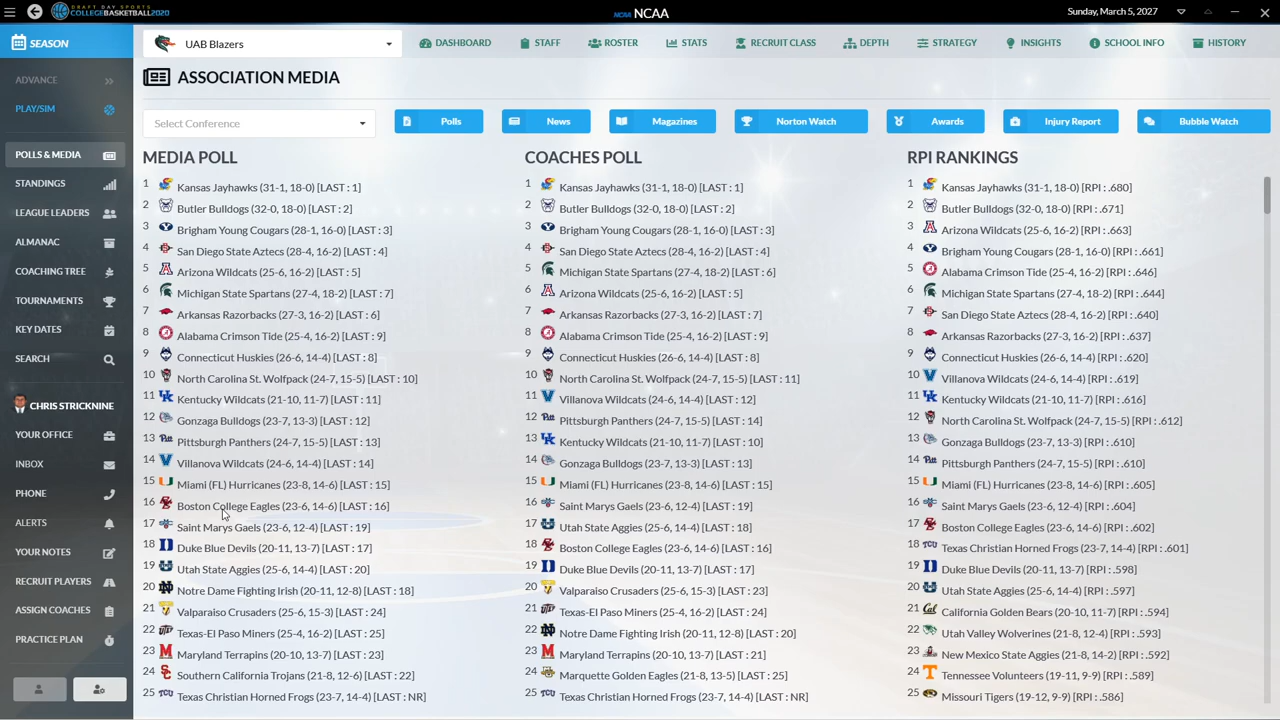 DRAFT DAY SPORTS
COLLEGEBASKETBALL2020
NCAA NCAA
Sunday, March 5, 2027
SEASON
UAB Blazers
DASHBOARD
STAFF
ROSTER
STATS
RECRUIT CLASS
DEPTH
STRATEGY
INSIGHTS
SCHOOL INFO
HISTORY
ADVANCE
PLAY/SIM
POLLS & MEDIA
STANDINGS
LEAGUE LEADERS
ALMANAC
COACHING TREE
TOURNAMENTS
KEY DATES
SEARCH
CHRIS STRICKNINE
YOUR OFFICE
INBOX
PHONE
ALERTS
YOUR NOTES
RECRUIT PLAYERS
ASSIGN COACHES
PRACTICE PLAN
ASSOCIATION MEDIA
Select Conference
Polls
News
Magazines
Norton Watch
Awards
Injury Report
Bubble Watch
MEDIA POLL
1 Kansas Jayhawks (31-1, 18-0) [LAST : 1]
2 Butler Bulldogs (32-0, 18-0) [LAST : 2]
3 Brigham Young Cougars (28-1, 16-0) [LAST : 3]
4 San Diego State Aztecs (28-4, 16-2) [LAST : 4]
5 Arizona Wildcats (25-6, 16-2) [LAST : 5]
6 Michigan State Spartans (27-4, 18-2) [LAST : 7]
7 Arkansas Razorbacks (27-3, 16-2) [LAST : 6]
8 Alabama Crimson Tide (25-4, 16-2) [LAST : 9]
9 Connecticut Huskies (26-6, 14-4) [LAST : 8]
10 North Carolina St. Wolfpack (24-7, 15-5) [LAST : 10]
11 Kentucky Wildcats (21-10, 11-7) [LAST : 11]
12 Gonzaga Bulldogs (23-7, 13-3) [LAST : 12]
13 Pittsburgh Panthers (24-7, 15-5) [LAST : 13]
14 Villanova Wildcats (24-6, 14-4) [LAST : 14]
15 Miami (FL) Hurricanes (23-8, 14-6) [LAST : 15]
16 Boston College Eagles (23-6, 14-6) [LAST : 16]
17 Saint Marys Gaels (23-6, 12-4) [LAST : 19]
18 Duke Blue Devils (20-11, 13-7) [LAST : 17]
19 Utah State Aggies (25-6, 14-4) [LAST : 20]
20 Notre Dame Fighting Irish (20-11, 12-8) [LAST : 18]
21 Valparaiso Crusaders (25-6, 15-3) [LAST : 24]
22 Texas-El Paso Miners (25-4, 16-2) [LAST : 25]
23 Maryland Terrapins (20-10, 13-7) [LAST : 23]
24 Southern California Trojans (21-8, 12-6) [LAST : 22]
25 Texas Christian Horned Frogs (23-7, 14-4) [LAST : NR]
COACHES POLL
1 Kansas Jayhawks (31-1, 18-0) [LAST : 1]
2 Butler Bulldogs (32-0, 18-0) [LAST : 2]
3 Brigham Young Cougars (28-1, 16-0) [LAST : 3]
4 San Diego State Aztecs (28-4, 16-2) [LAST : 4]
5 Michigan State Spartans (27-4, 18-2) [LAST : 6]
6 Arizona Wildcats (25-6, 16-2) [LAST : 5]
7 Arkansas Razorbacks (27-3, 16-2) [LAST : 7]
8 Alabama Crimson Tide (25-4, 16-2) [LAST : 9]
9 Connecticut Huskies (26-6, 14-4) [LAST : 8]
10 North Carolina St. Wolfpack (24-7, 15-5) [LAST : 11]
11 Villanova Wildcats (24-6, 14-4) [LAST : 12]
12 Pittsburgh Panthers (24-7, 15-5) [LAST : 14]
13 Kentucky Wildcats (21-10, 11-7) [LAST : 10]
14 Gonzaga Bulldogs (23-7, 13-3) [LAST : 13]
15 Miami (FL) Hurricanes (23-8, 14-6) [LAST : 15]
16 Saint Marys Gaels (23-6, 12-4) [LAST : 19]
17 Utah State Aggies (25-6, 14-4) [LAST : 18]
18 Boston College Eagles (23-6, 14-6) [LAST : 16]
19 Duke Blue Devils (20-11, 13-7) [LAST : 17]
20 Valparaiso Crusaders (25-6, 15-3) [LAST : 23]
21 Texas-El Paso Miners (25-4, 16-2) [LAST : 24]
22 Notre Dame Fighting Irish (20-11, 12-8) [LAST : 20]
23 Maryland Terrapins (20-10, 13-7) [LAST : 21]
24 Marquette Golden Eagles (21-8, 13-5) [LAST : 25]
25 Texas Christian Horned Frogs (23-7, 14-4) [LAST : NR]
RPI RANKINGS
1 Kansas Jayhawks (31-1, 18-0) [RPI : .680]
2 Butler Bulldogs (32-0, 18-0) [RPI : .671]
3 Arizona Wildcats (25-6, 16-2) [RPI : .663]
4 Brigham Young Cougars (28-1, 16-0) [RPI : .661]
5 Alabama Crimson Tide (25-4, 16-2) [RPI : .646]
6 Michigan State Spartans (27-4, 18-2) [RPI : .644]
7 San Diego State Aztecs (28-4, 16-2) [RPI : .640]
8 Arkansas Razorbacks (27-3, 16-2) [RPI : .637]
9 Connecticut Huskies (26-6, 14-4) [RPI : .620]
10 Villanova Wildcats (24-6, 14-4) [RPI : .619]
11 Kentucky Wildcats (21-10, 11-7) [RPI : .616]
12 North Carolina St. Wolfpack (24-7, 15-5) [RPI : .612]
13 Gonzaga Bulldogs (23-7, 13-3) [RPI : .610]
14 Pittsburgh Panthers (24-7, 15-5) [RPI : .610]
15 Miami (FL) Hurricanes (23-8, 14-6) [RPI : .605]
16 Saint Marys Gaels (23-6, 12-4) [RPI : .604]
17 Boston College Eagles (23-6, 14-6) [RPI : .602]
18 Texas Christian Horned Frogs (23-7, 14-4) [RPI : .601]
19 Duke Blue Devils (20-11, 13-7) [RPI : .598]
20 Utah State Aggies (25-6, 14-4) [RPI : .597]
21 California Golden Bears (20-10, 11-7) [RPI : .594]
22 Utah Valley Wolverines (21-8, 12-4) [RPI : .593]
23 New Mexico State Aggies (21-8, 14-2) [RPI : .592]
24 Tennessee Volunteers (19-11, 9-9) [RPI : .589]
25 Missouri Tigers (19-12, 9-9) [RPI : .586]